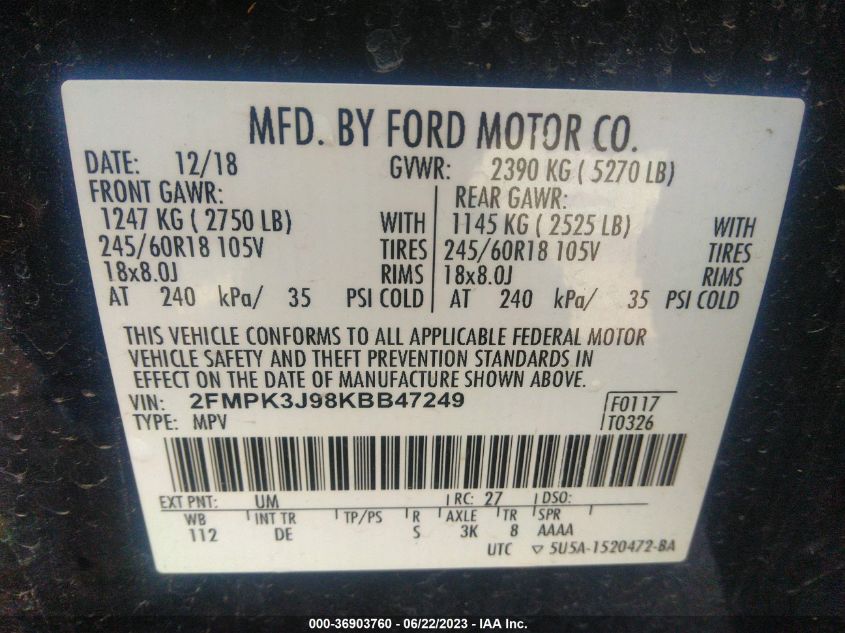 MFD. BY FORD MOTOR CO.
DATE: 12/18 GVWR: 2390 KG ( 5270 LB)
FRONT GAWR: REAR GAWR:
1247 KG ( 2750 LB) WITH 1145 KG ( 2525 LB) WITH
245/60R18 105V TIRES 245/60R18 105V TIRES
18x8.0J RIMS 18x8.0J RIMS
AT 240 kPa/ 35 PSI COLD AT 240 kPa/ 35 PSI COLD
THIS VEHICLE CONFORMS TO ALL APPLICABLE FEDERAL MOTOR
VEHICLE SAFETY AND THEFT PREVENTION STANDARDS IN
EFFECT ON THE DATE OF MANUFACTURE SHOWN ABOVE.
VIN: 2FMPK3J98KBB47249 F0117
TYPE: MPV T0326
EXT PNT: UM RC: 27 DSO:
WB INT TR TP/PS R AXLE TR SPR
112 DE S 3K 8 AAAA
UTC ▽ 5U5A-1520472-BA
000-36903760 - 06/22/2023 - IAA Inc.